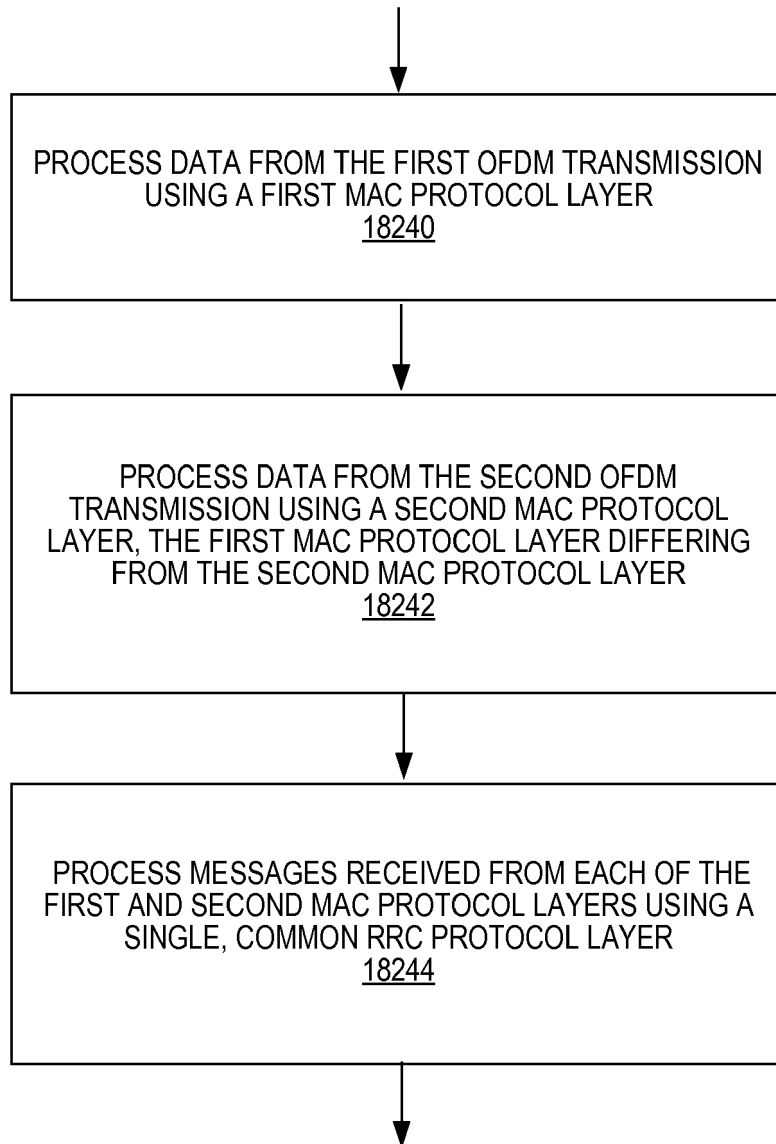 PROCESS DATA FROM THE FIRST OFDM TRANSMISSION
USING A FIRST MAC PROTOCOL LAYER
18240
PROCESS DATA FROM THE SECOND OFDM
TRANSMISSION USING A SECOND MAC PROTOCOL
LAYER, THE FIRST MAC PROTOCOL LAYER DIFFERING
FROM THE SECOND MAC PROTOCOL LAYER
18242
PROCESS MESSAGES RECEIVED FROM EACH OF THE
FIRST AND SECOND MAC PROTOCOL LAYERS USING A
SINGLE, COMMON RRC PROTOCOL LAYER
18244